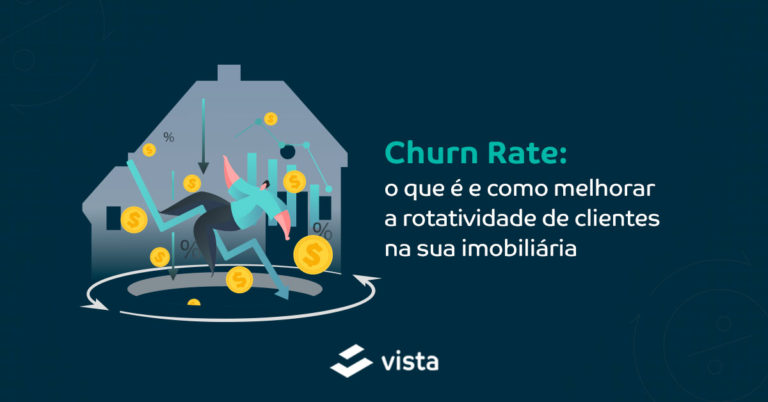 Churn Rate:
o que é e como melhorar
a rotatividade de clientes
na sua imobiliária
vista
%
%
%
$
$
$
$
$
$
$
$